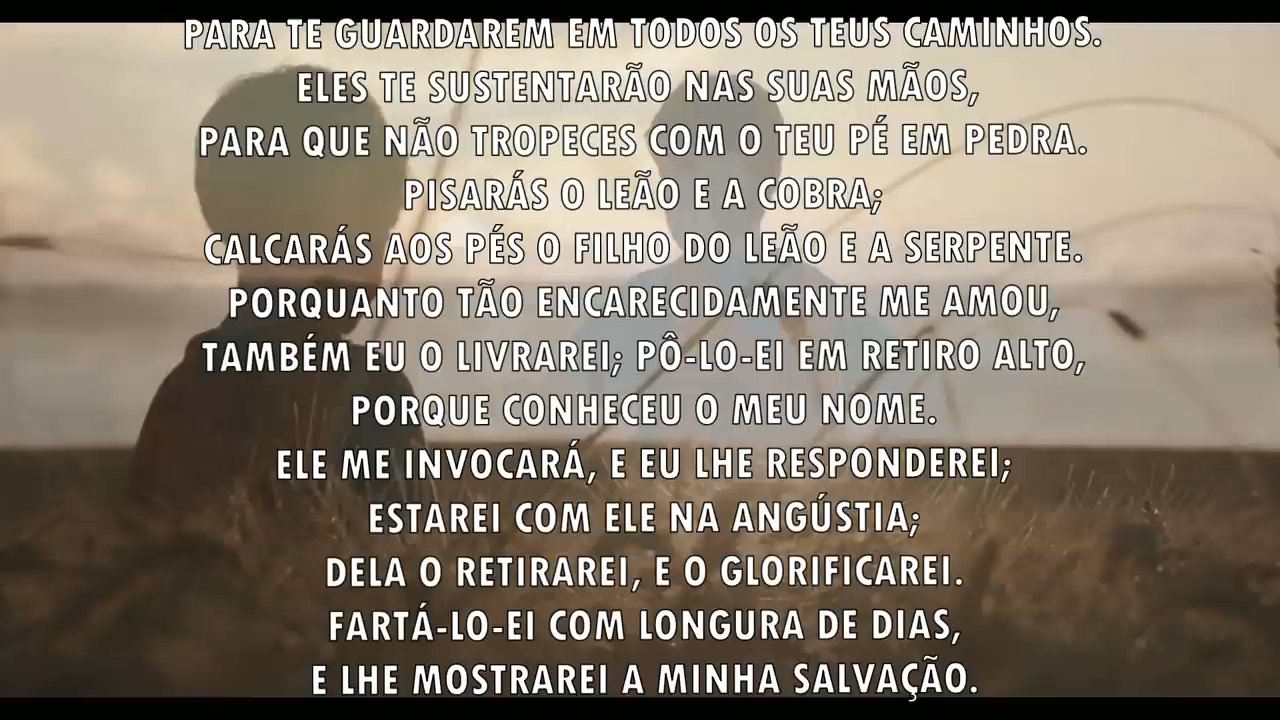 PARA TE GUARDAREM EM TODOS OS TEUS CAMINHOS.
ELES TE SUSTENTARÃO NAS SUAS MÃOS,
PARA QUE NÃO TROPECES COM O TEU PÉ EM PEDRA.
PISARÁS O LEÃO E A COBRA;
CALCARÁS AOS PÉS O FILHO DO LEÃO E A SERPENTE.
PORQUANTO TÃO ENCARECIDAMENTE ME AMOU,
TAMBÉM EU O LIVRAREI; PÔ-LO-EI EM RETIRO ALTO,
PORQUE CONHECEU O MEU NOME.
ELE ME INVOCARÁ, E EU LHE RESPONDEREI;
ESTAREI COM ELE NA ANGÚSTIA;
DELA O RETIRAREI, E O GLORIFICAREI.
FARTÁ-LO-EI COM LONGURA DE DIAS,
E LHE MOSTRAREI A MINHA SALVAÇÃO.